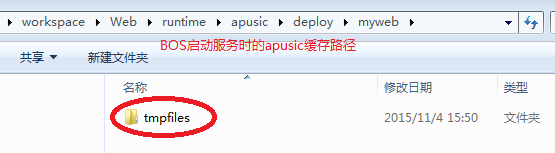 workspace ▸ Web ▸ runtime ▸ apusic ▸ deploy ▸ myweb ▸
BOS启动服务时的apusic缓存路径
共享 新建文件夹
名称 修改日期 类型
tmpfiles 2015/11/4 15:50 文件夹